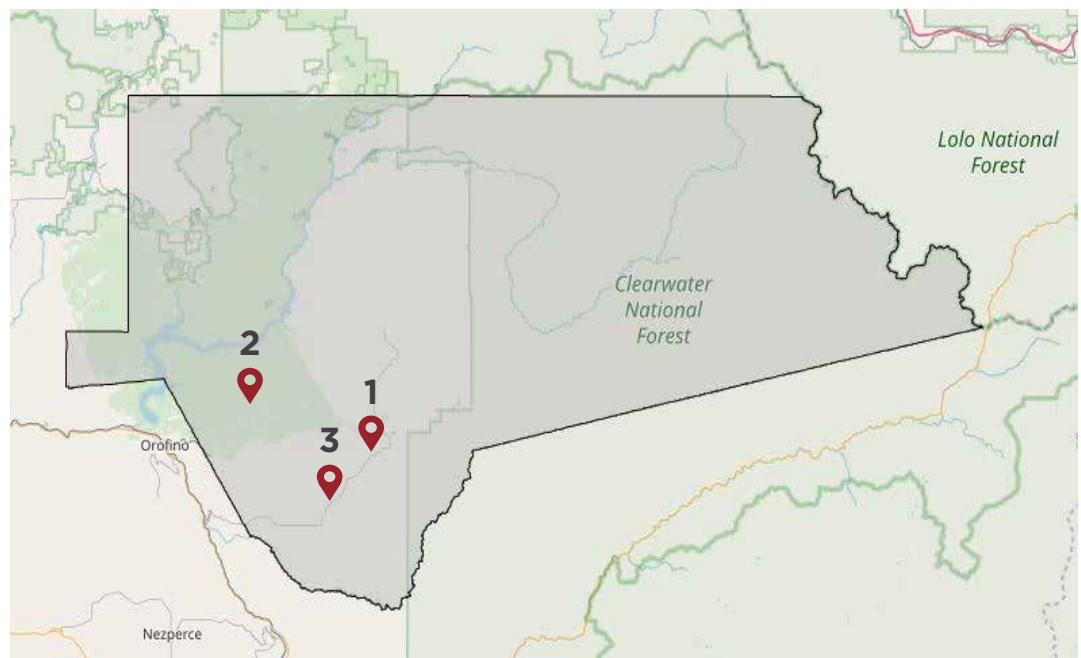 Lolo National
Forest
Clearwater
National
Forest
2
1
3
Orofino
Nezperce